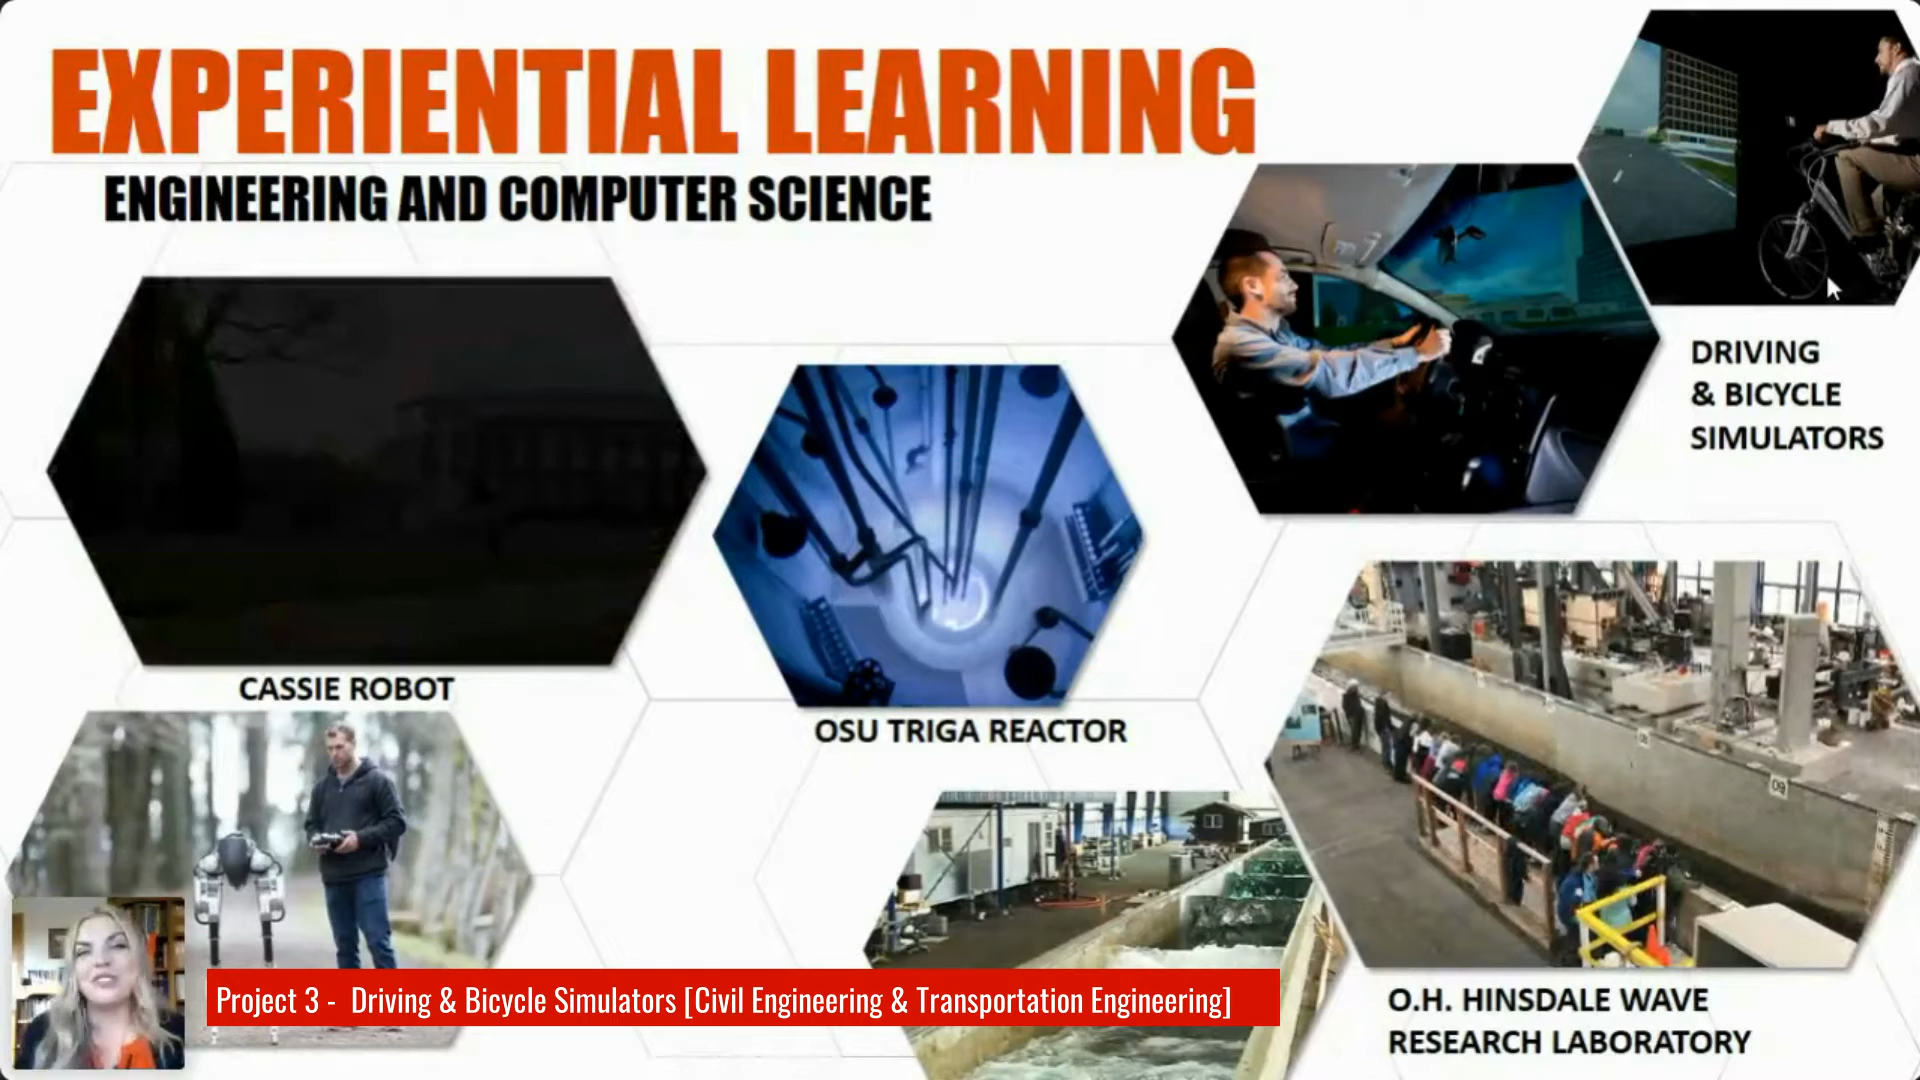 EXPERIENTIAL LEARNING
ENGINEERING AND COMPUTER SCIENCE
DRIVING
& BICYCLE
SIMULATORS
CASSIE ROBOT
OSU TRIGA REACTOR
Project 3 -  Driving & Bicycle Simulators [Civil Engineering & Transportation Engineering]
O.H. HINSDALE WAVE
RESEARCH LABORATORY